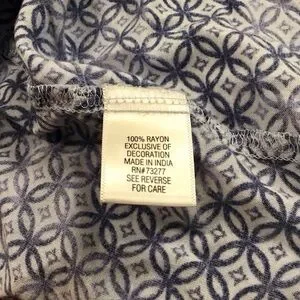 100% RAYON
EXCLUSIVE OF
DECORATION
MADE IN INDIA
RN#73277
SEE REVERSE
FOR CARE